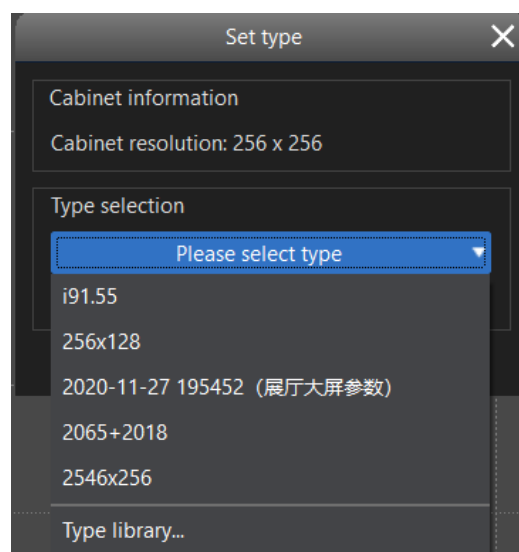 Set type
Cabinet information
Cabinet resolution: 256 x 256
Type selection
Please select type
i91.55
256x128
2020-11-27 195452（展厅大屏参数）
2065+2018
2546x256
Type library...